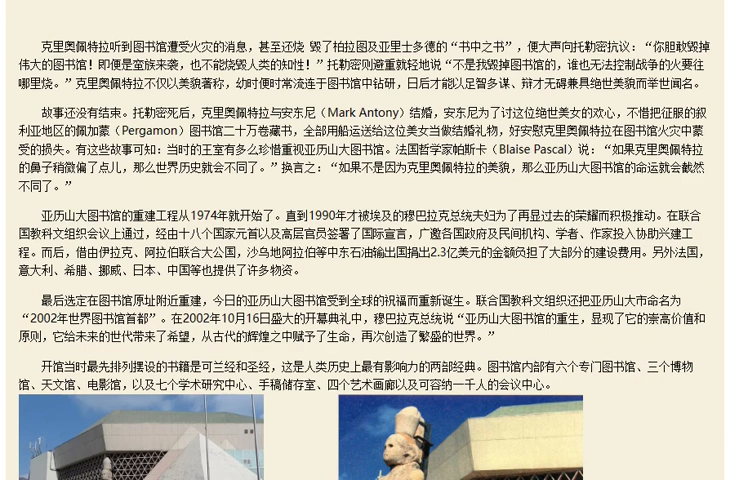 克里奥佩特拉听到图书馆遭受火灾的消息，甚至还烧 毁了柏拉图及亚里士多德的“书中之书”，便大声向托勒密抗议：“你胆敢毁掉
伟大的图书馆！即便是蛮族来袭，也不能烧毁人类的知性！”托勒密则避重就轻地说“不是我毁掉图书馆的，谁也无法控制战争的火要往
哪里烧。”克里奥佩特拉不仅以美貌著称，幼时便时常流连于图书馆中钻研，日后才能以足智多谋、辩才无碍兼具绝世美貌而举世闻名。
故事还没有结束。托勒密死后，克里奥佩特拉与安东尼（Mark Antony）结婚，安东尼为了讨这位绝世美女的欢心，不惜把征服的叙
利亚地区的佩加蒙（Pergamon）图书馆二十万卷藏书，全部用船运送给这位美女当做结婚礼物，好安慰克里奥佩特拉在图书馆火灾中蒙
受的损失。有这些故事可知：当时的王室有多么珍惜重视亚历山大图书馆。法国哲学家帕斯卡（Blaise Pascal）说：“如果克里奥佩特拉
的鼻子稍微偏了点儿，那么世界历史就会不同了。”换言之：“如果不是因为克里奥佩特拉的美貌，那么亚历山大图书馆的命运就会截然
不同了。”
亚历山大图书馆的重建工程从1974年就开始了。直到1990年才被埃及的穆巴拉克总统夫妇为了再显过去的荣耀而积极推动。在联合
国教科文组织会议上通过，经由十八个国家元首以及高层官员签署了国际宣言，广邀各国政府及民间机构、学者、作家投入协助兴建工
程。而后，借由伊拉克、阿拉伯联合大公国，沙乌地阿拉伯等中东石油输出国捐出2.3亿美元的金额负担了大部分的建设费用。另外法国，
意大利、希腊、挪威、日本、中国等也提供了许多物资。
最后选定在图书馆原址附近重建，今日的亚历山大图书馆受到全球的祝福而重新诞生。联合国教科文组织还把亚历山大市命名为
“2002年世界图书馆首都”。在2002年10月16日盛大的开幕典礼中，穆巴拉克总统说“亚历山大图书馆的重生，显现了它的崇高价值和
原则，它给未来的世代带来了希望，从古代的辉煌之中赋予了生命，再次创造了繁盛的世界。”
开馆当时最先排列摆设的书籍是可兰经和圣经，这是人类历史上最有影响力的两部经典。图书馆内部有六个专门图书馆、三个博物
馆、天文馆、电影馆，以及七个学术研究中心、手稿储存室、四个艺术画廊以及可容纳一千人的会议中心。